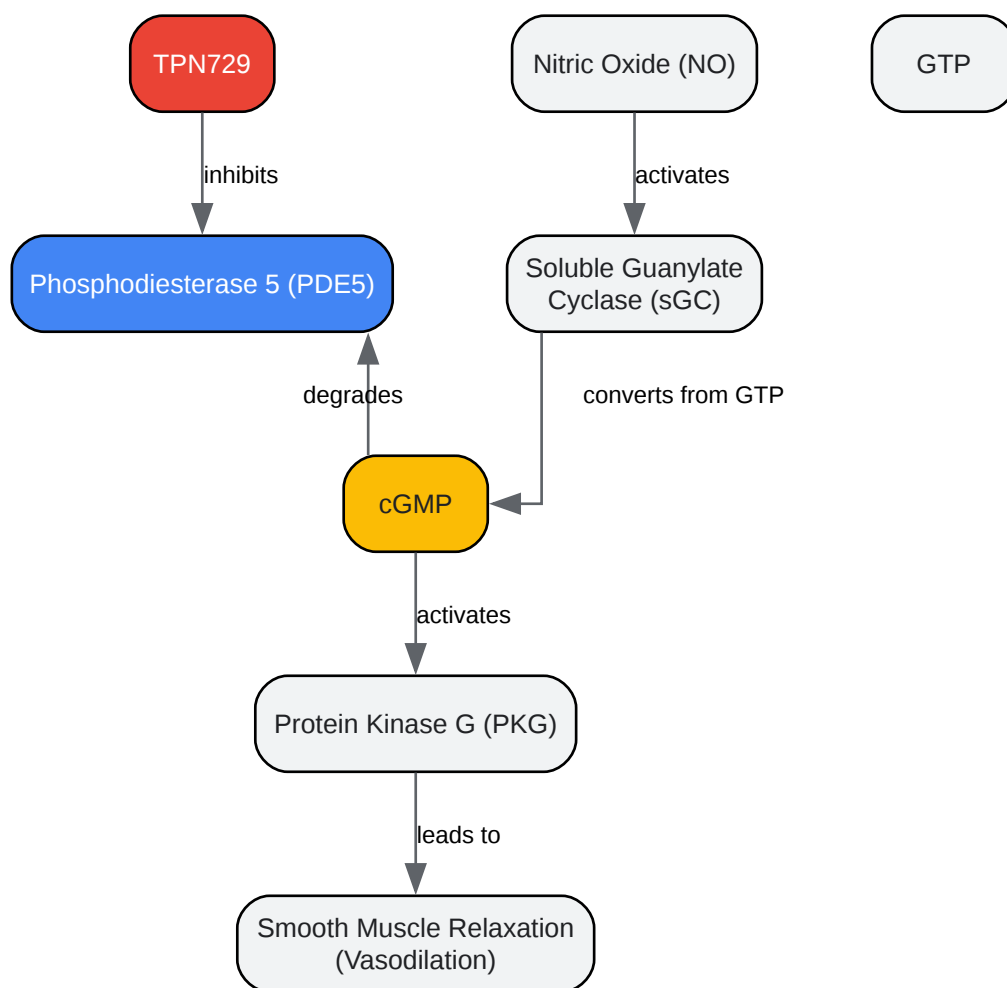 TPN729
Nitric Oxide (NO)
GTP
inhibits
activates
Phosphodiesterase 5 (PDE5)
Soluble Guanylate
Cyclase (sGC)
degrades
converts from GTP
cGMP
activates
Protein Kinase G (PKG)
leads to
Smooth Muscle Relaxation
(Vasodilation)